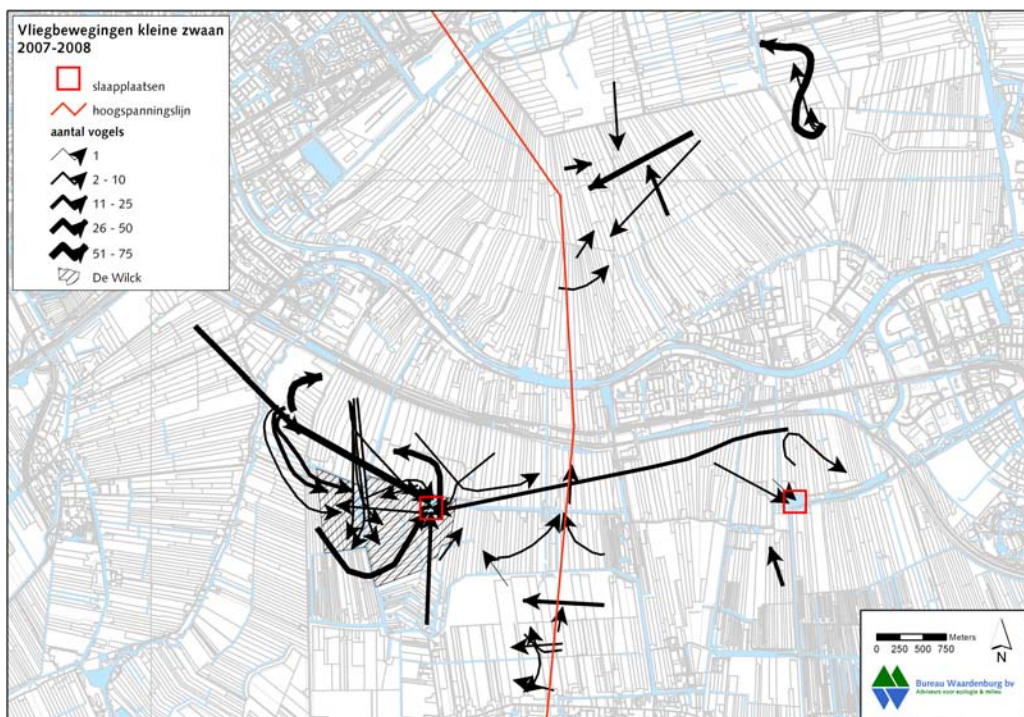 Vliegbewegingen kleine zwaan
2007-2008
slaapplaatsen
hoogspanningslijn
aantal vogels
1
2 - 10
11 - 25
26 - 50
51 - 75
De Wilck
Meters
0 250 500 750
N
Bureau Waardenburg bv
Adviseurs voor ecologie & milieu